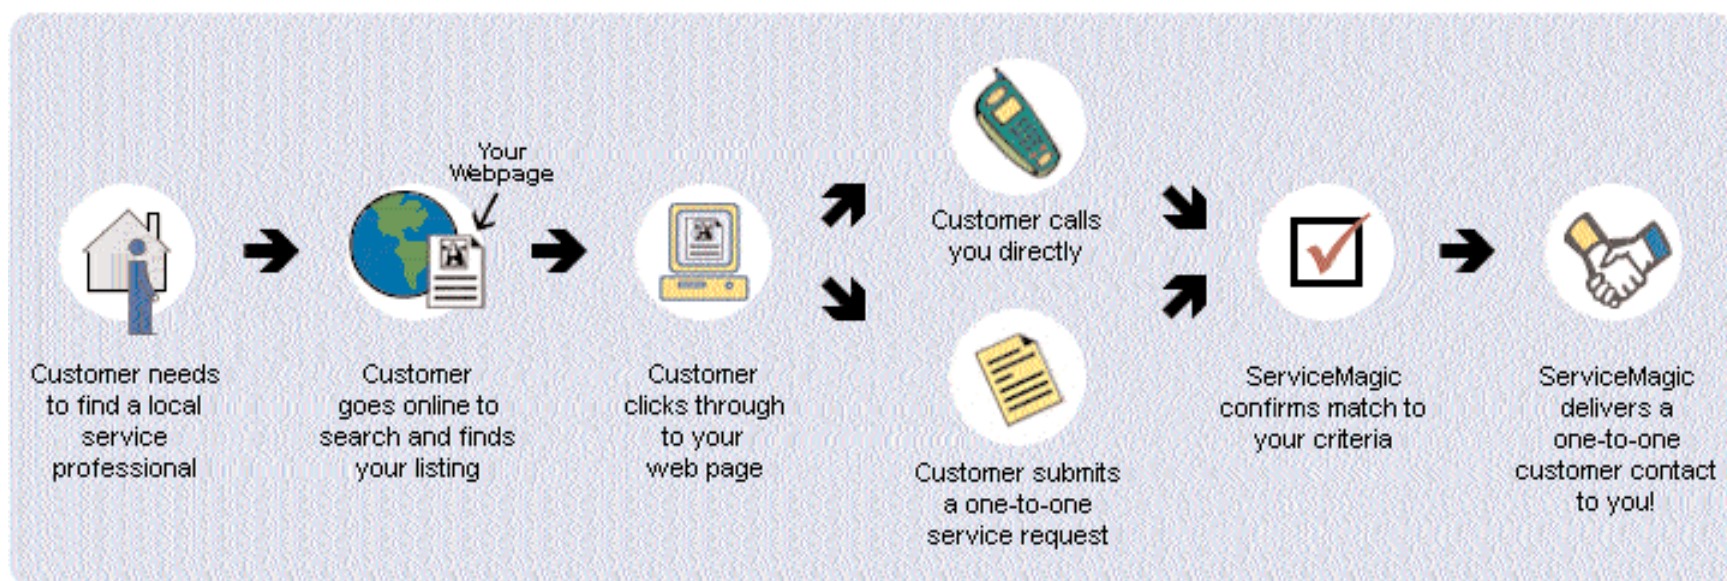 Your
Webpage
Customer needs
to find a local
service
professional
Customer
goes online to
search and finds
your listing
Customer
clicks through
to your
web page
Customer calls
you directly
Customer submits
a one-to-one
service request
ServiceMagic
confirms match to
your criteria
ServiceMagic
delivers a
one-to-one
customer contact
to you!